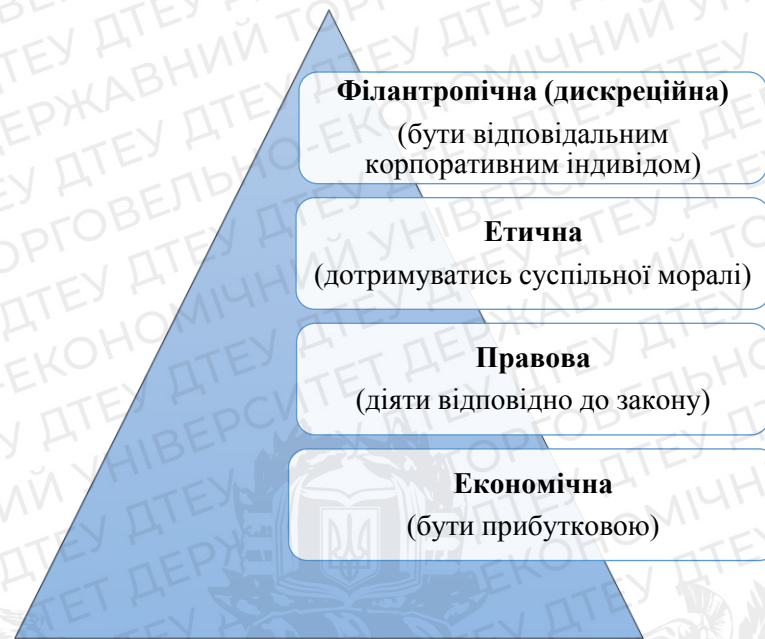 Філантропічна (дискреційна)
(бути відповідальним
корпоративним індивідом)
Етична
(дотримуватись суспільної моралі)
Правова
(діяти відповідно до закону)
Економічна
(бути прибутковою)